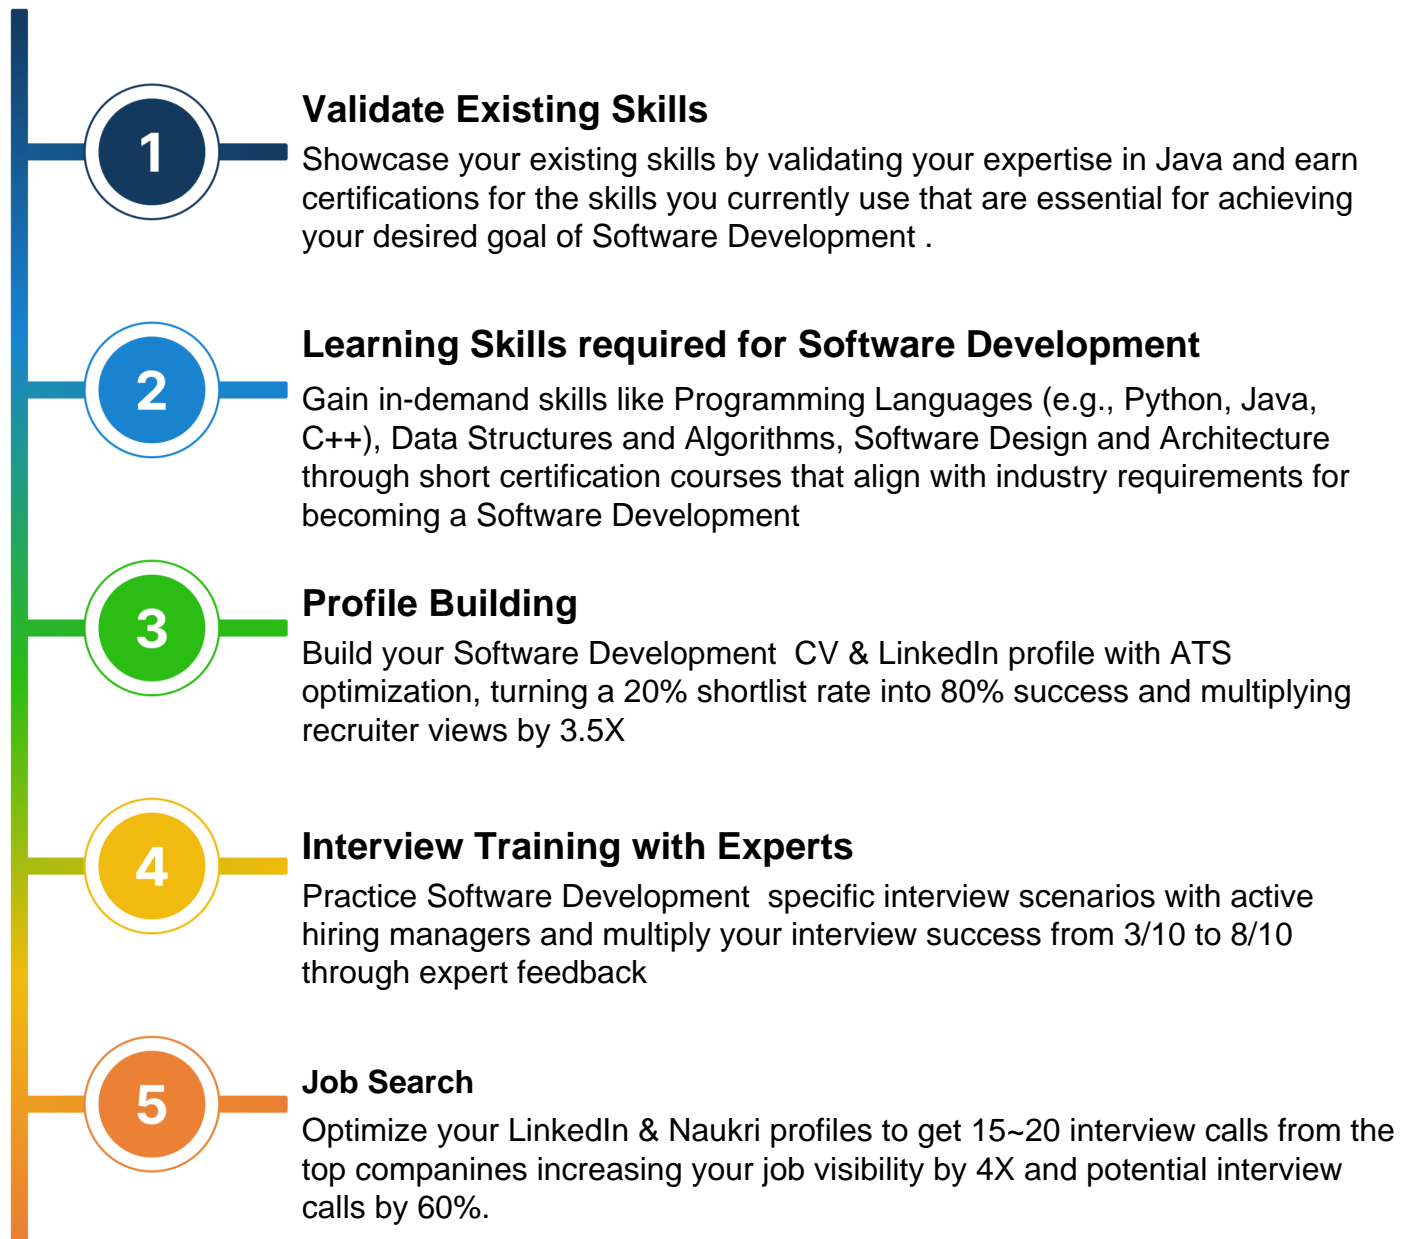 1
Validate Existing Skills
Showcase your existing skills by validating your expertise in Java and earn
certifications for the skills you currently use that are essential for achieving
your desired goal of Software Development .
2
Learning Skills required for Software Development
Gain in-demand skills like Programming Languages (e.g., Python, Java,
C++), Data Structures and Algorithms, Software Design and Architecture
through short certification courses that align with industry requirements for
becoming a Software Development
3
Profile Building
Build your Software Development  CV & LinkedIn profile with ATS
optimization, turning a 20% shortlist rate into 80% success and multiplying
recruiter views by 3.5X
4
Interview Training with Experts
Practice Software Development  specific interview scenarios with active
hiring managers and multiply your interview success from 3/10 to 8/10
through expert feedback
5
Job Search
Optimize your LinkedIn & Naukri profiles to get 15~20 interview calls from the
top companines increasing your job visibility by 4X and potential interview
calls by 60%.